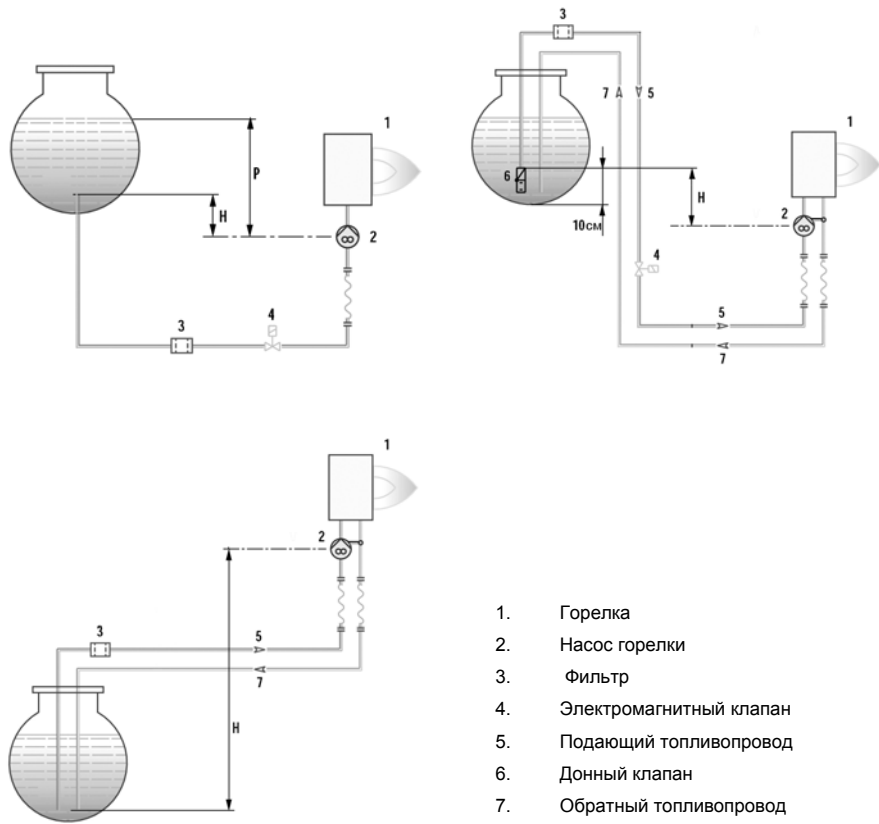 1
P
H
2
4
3
3
7
5
1
6
H
2
10см
4
5
7
1
2
3
5
7
H
1. Горелка
2. Насос горелки
3. Фильтр
4. Электромагнитный клапан
5. Подающий топливопровод
6. Донный клапан
7. Обратный топливопровод